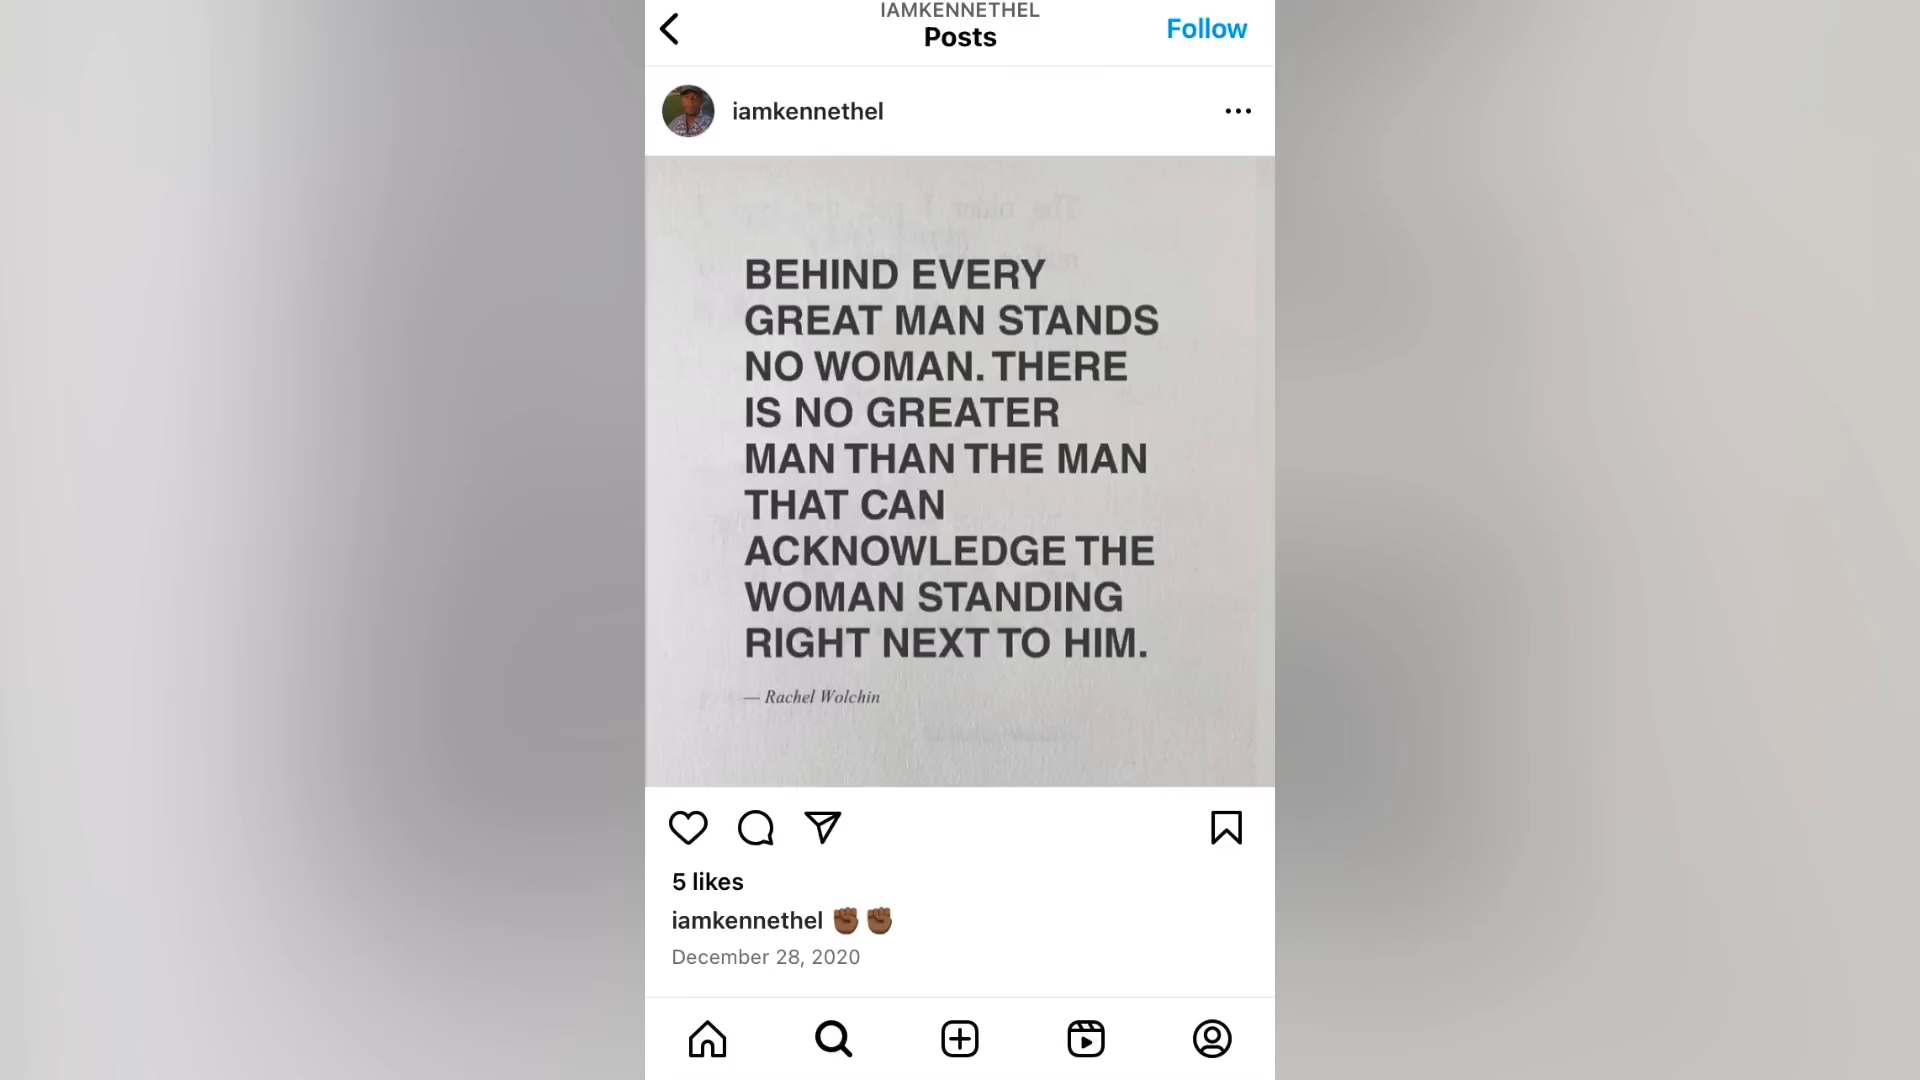 IAMKENNETHEL
Posts
Follow
iamkennethel
BEHIND EVERY
GREAT MAN STANDS
NO WOMAN. THERE
IS NO GREATER
MAN THAN THE MAN
THAT CAN
ACKNOWLEDGE THE
WOMAN STANDING
RIGHT NEXT TO HIM.
— Rachel Wolchin
5 likes
iamkennethel ✊🏾✊🏾
December 28, 2020